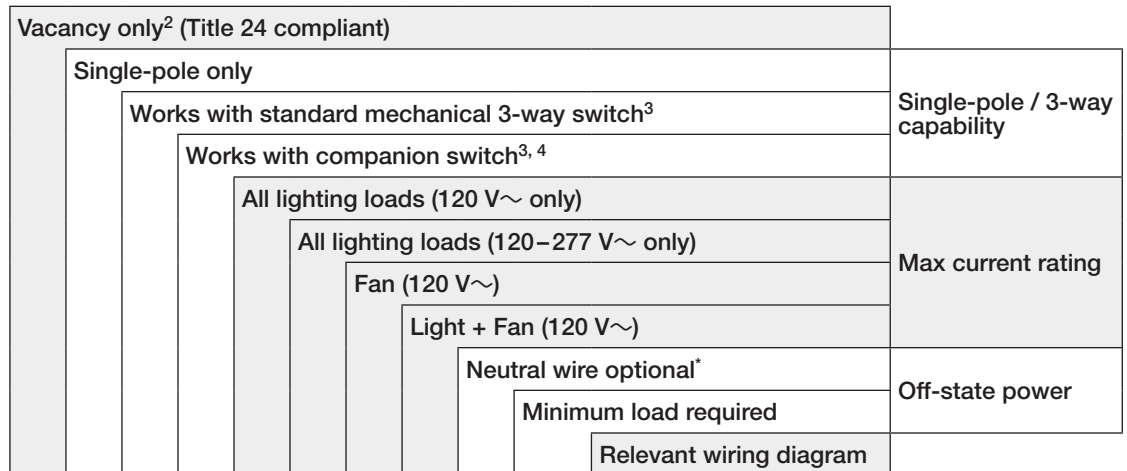 Vacancy only² (Title 24 compliant)
Single-pole only
Works with standard mechanical 3-way switch³
Works with companion switch³, ⁴
Single-pole / 3-way
capability
All lighting loads (120 V~ only)
All lighting loads (120–277 V~ only)
Fan (120 V~)
Light + Fan (120 V~)
Max current rating
Neutral wire optional*
Minimum load required
Off-state power
Relevant wiring diagram